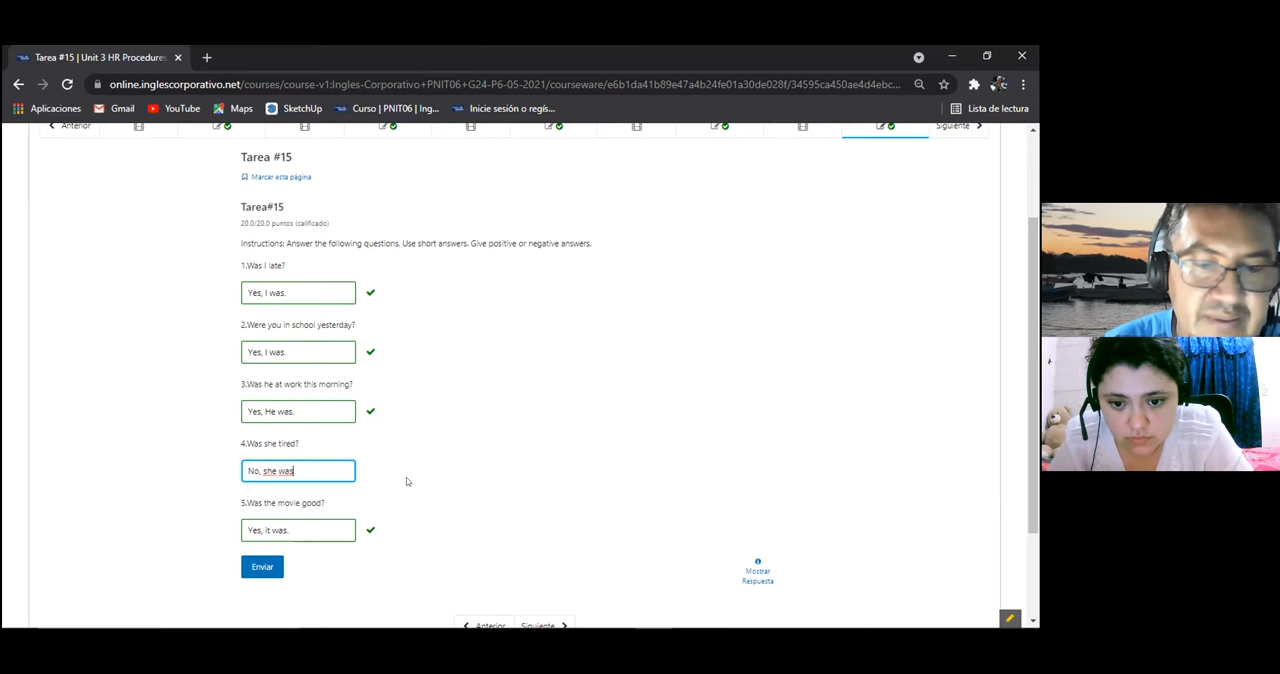 Tarea #15 | Unit 3 HR Procedures
online.inglescorporativo.net/courses/course-v1:Ingles-Corporativo+PNIT06+G24-P6-05-2021/courseware/e6b1da41b89e47a4b24fe01a30de028f/34595ca450ae4d4ebc...
Aplicaciones Gmail YouTube Maps SketchUp Curso | PNIT06 | Ing... Inicie sesión o regís... Lista de lectura
Anterior Siguiente
Tarea #15
Marcar esta página
Tarea#15
20.0/20.0 puntos (calificado)
Instructions: Answer the following questions. Use short answers. Give positive or negative answers.
1.Was I late?
Yes, I was.
2.Were you in school yesterday?
Yes, I was.
3.Was he at work this morning?
Yes, He was.
4.Was she tired?
No, she was
5.Was the movie good?
Yes, it was.
Enviar
Mostrar
Respuesta
Anterior Siguiente